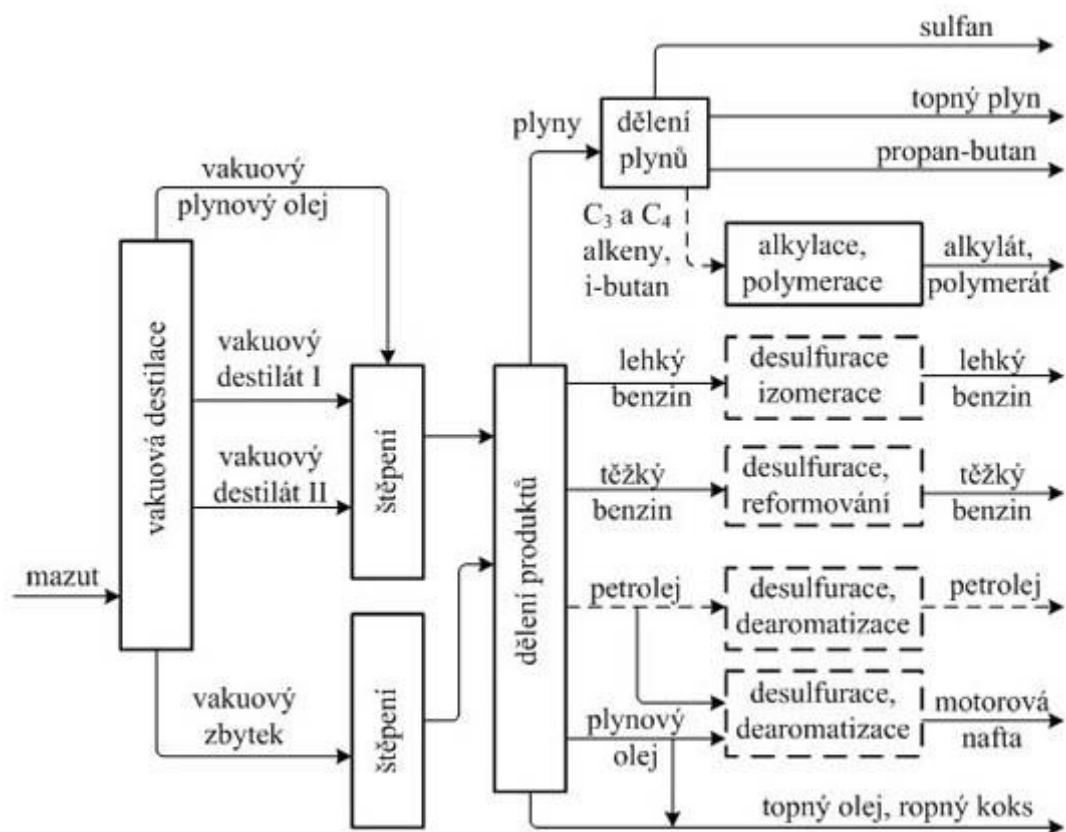 sulfan
plyny
dělení
plynů
topný plyn
propan-butan
vakuový
plynový olej
C₃ a C₄
alkeny,
i-butan
alkylace,
polymerace
alkylát,
polymerát
vakuová destilace
vakuový
destilát I
vakuový
destilát II
štěpení
dělení produktů
lehký
benzin
desulfurace
izomerace
lehký
benzin
těžký
benzin
desulfurace,
reformování
těžký
benzin
mazut
petrolej
desulfurace,
dearomatizace
petrolej
vakuový
zbytek
štěpení
plynový
olej
desulfurace,
dearomatizace
motorová
nafta
topný olej, ropný koks